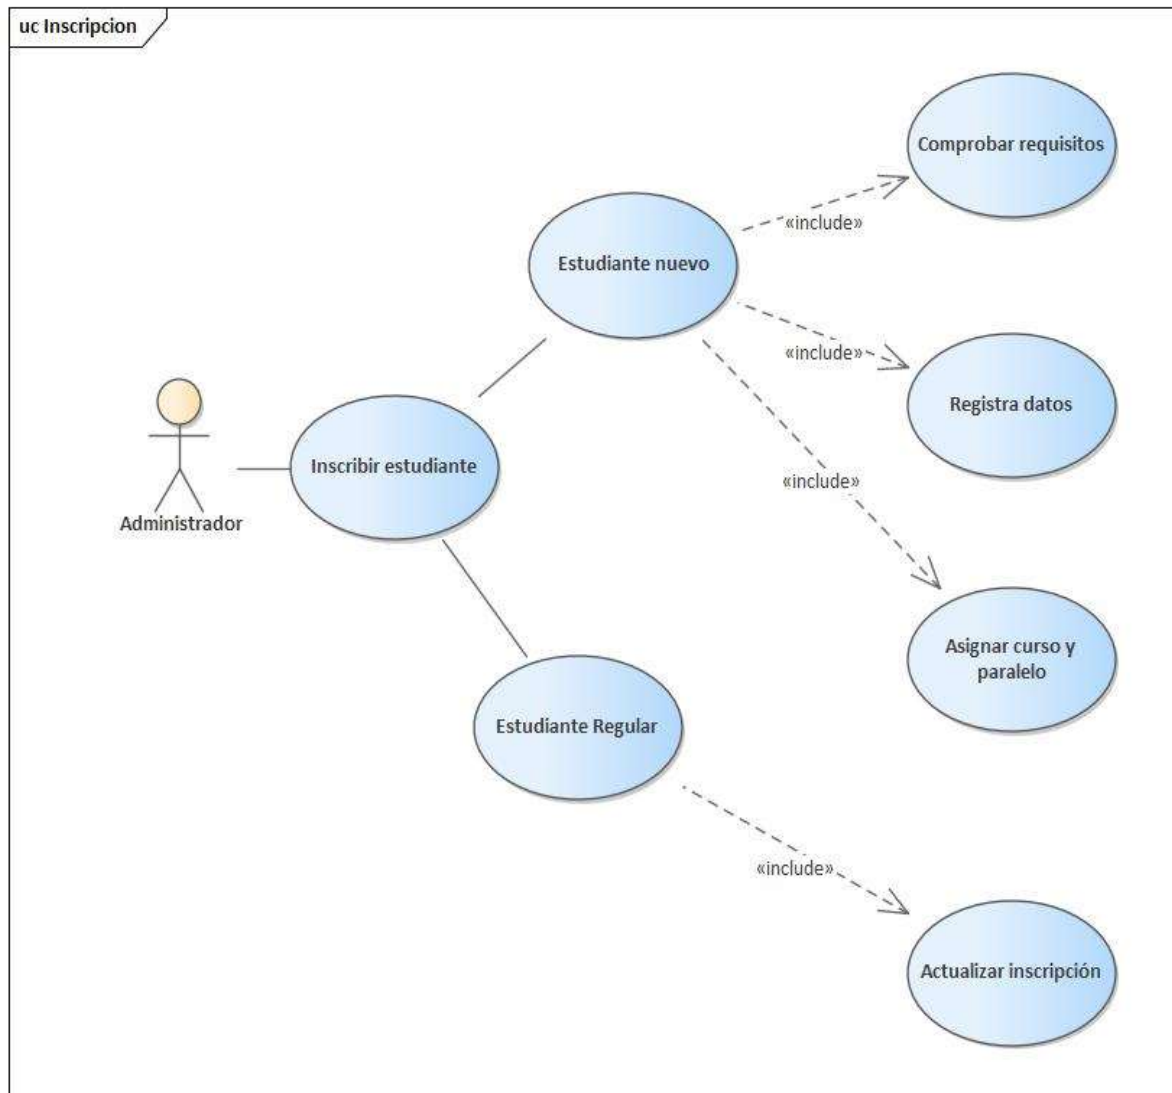 uc Inscripcion
Comprobar requisitos
«include»
Estudiante nuevo
«include»
Registra datos
Inscribir estudiante
«include»
Administrador
Asignar curso y
paralelo
Estudiante Regular
«include»
Actualizar inscripción